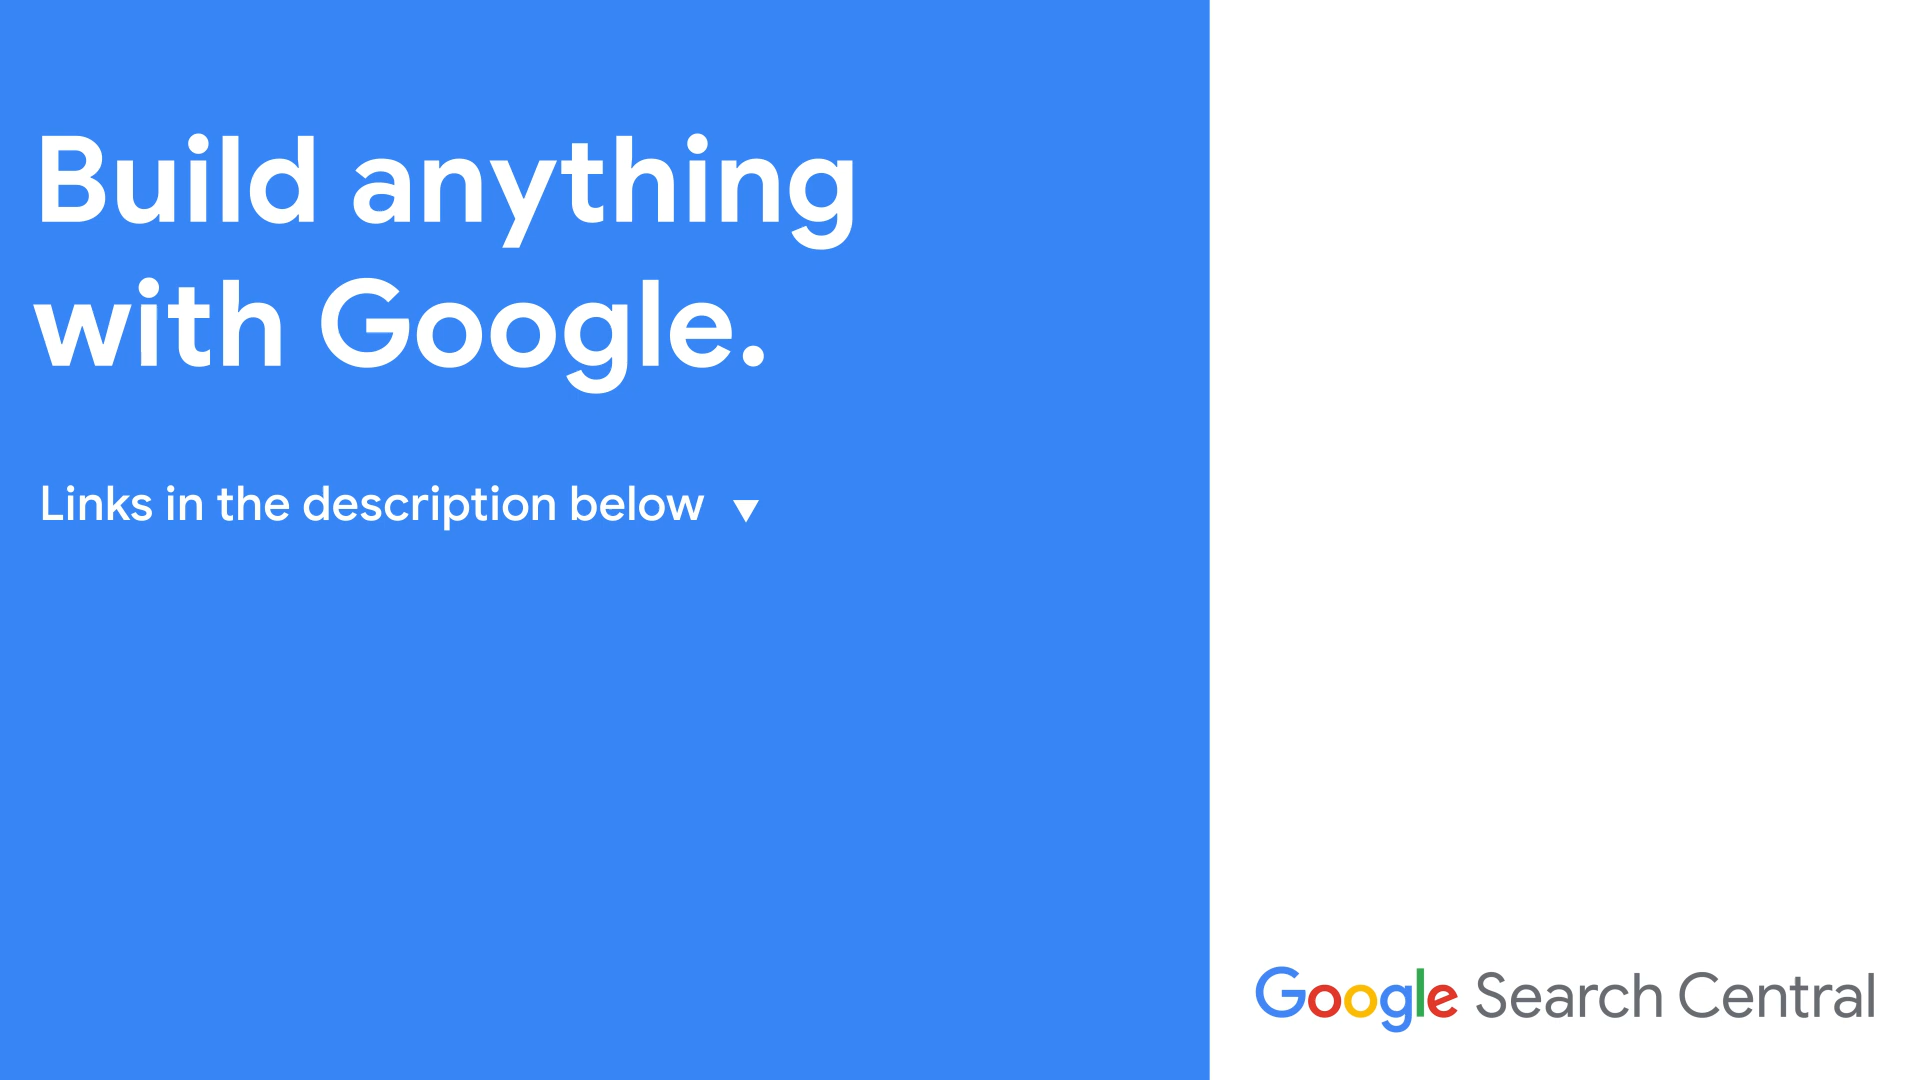 Build anything
with Google.
Links in the description below ▼
Google Search Central